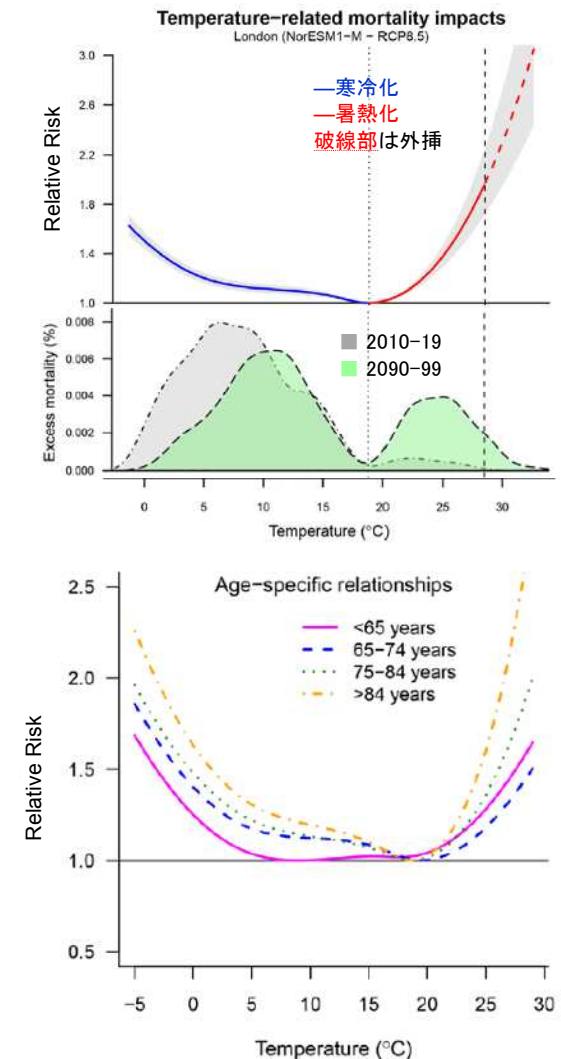 Temperature−related mortality impacts
London (NorESM1−M − RCP8.5)
Relative Risk
3.0
2.6
2.2
1.8
1.4
1.0
—寒冷化
—暑熱化
破線部は外挿
Excess mortality (%)
0.008
0.006
0.004
0.002
0.000
2010−19
2090−99
0 5 10 15 20 25 30
Temperature (°C)
Age−specific relationships
Relative Risk
2.5
2.0
1.5
1.0
0.5
<65 years
65−74 years
75−84 years
>84 years
−5 0 5 10 15 20 25 30
Temperature (°C)